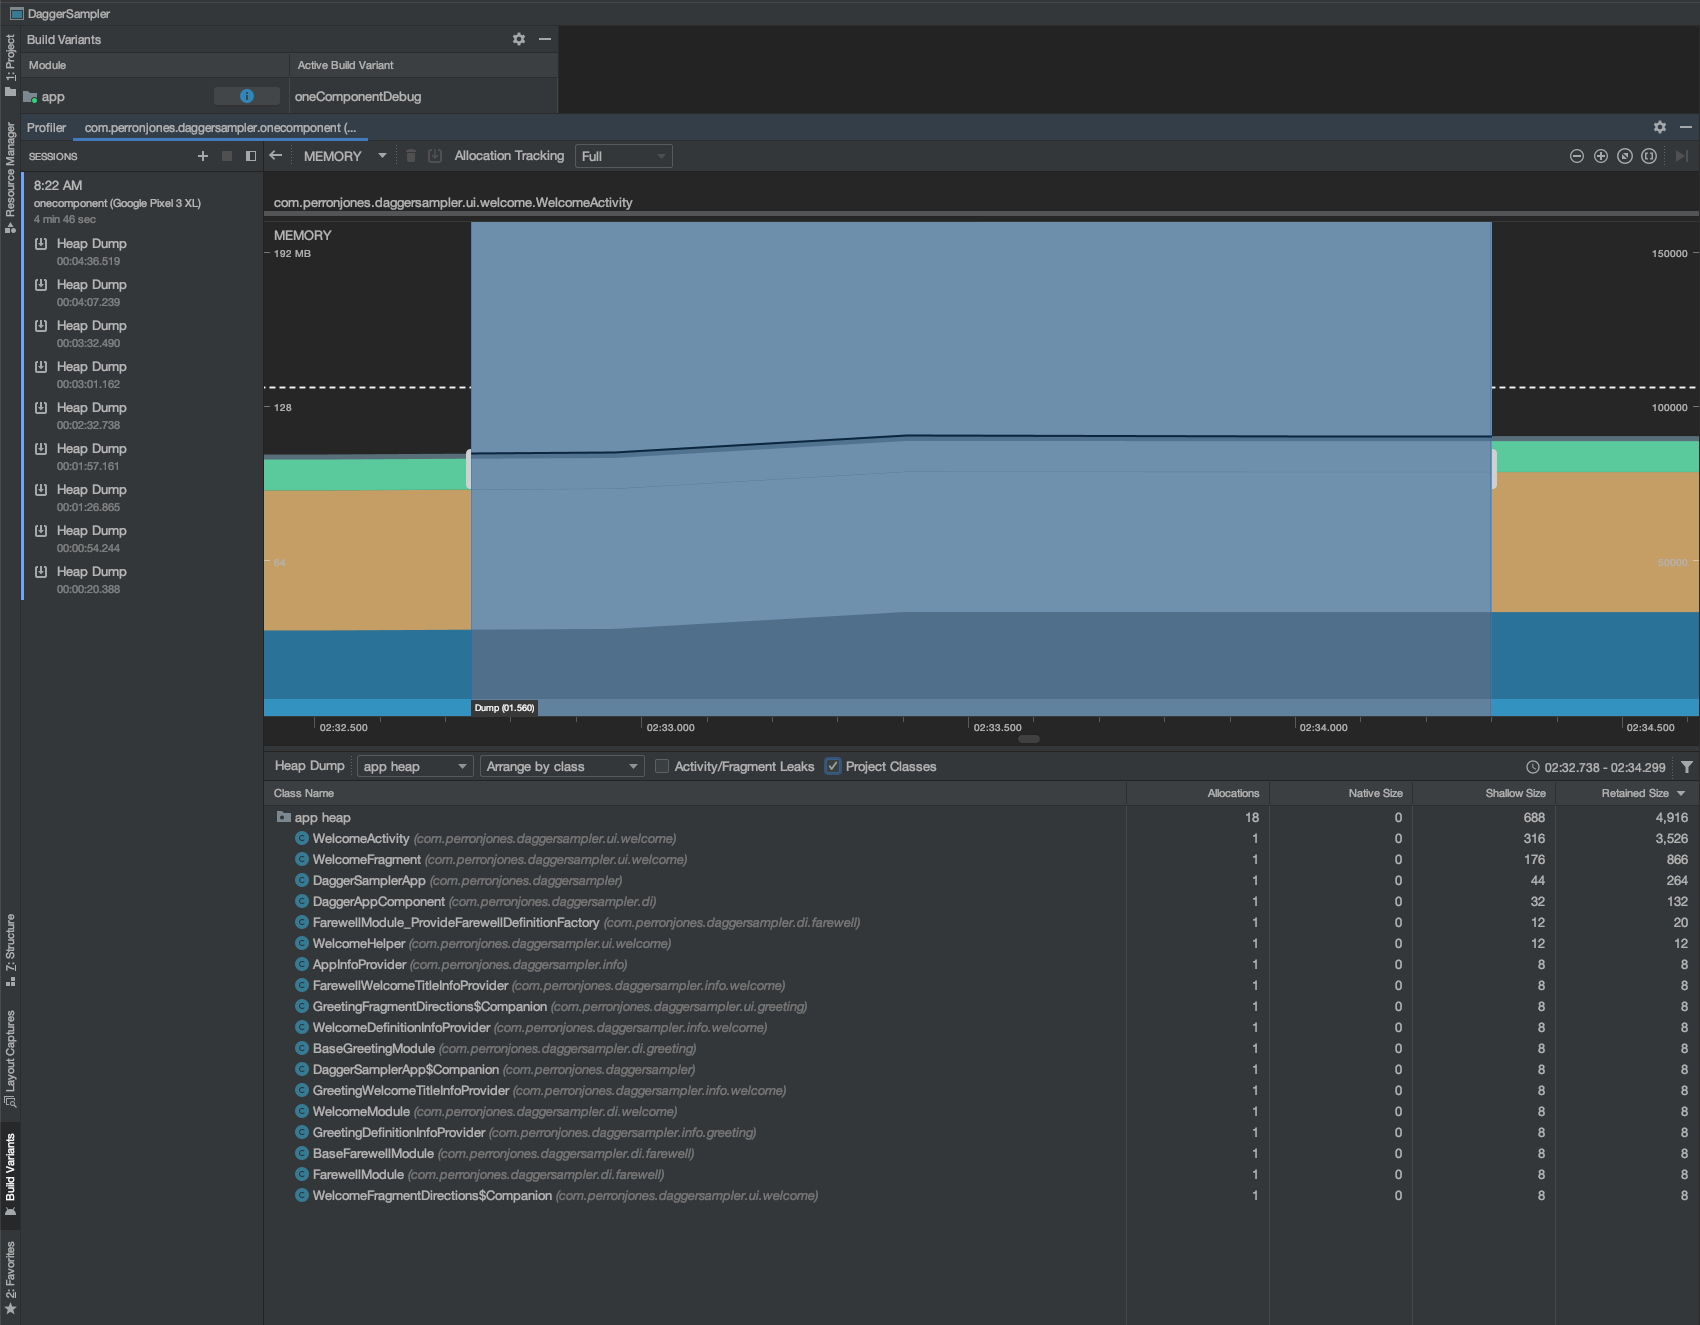 DaggerSampler
Build Variants
Module Active Build Variant
app oneComponentDebug
Profiler com.perronjones.daggersampler.onecomponent (...
SESSIONS MEMORY Allocation Tracking Full
8:22 AM
onecomponent (Google Pixel 3 XL)
4 min 46 sec
Heap Dump
00:04:36.519
Heap Dump
00:04:07.239
Heap Dump
00:03:32.490
Heap Dump
00:03:01.162
Heap Dump
00:02:32.738
Heap Dump
00:01:57.161
Heap Dump
00:01:26.865
Heap Dump
00:00:54.244
Heap Dump
00:00:20.388
1: Project
Resource Manager
7: Structure
Layout Captures
Build Variants
2: Favorites
com.perronjones.daggersampler.ui.welcome.WelcomeActivity
MEMORY
192 MB 150000
128 100000
64 50000
Dump (01.560)
02:32.500 02:33.000 02:33.500 02:34.000 02:34.500
Heap Dump app heap Arrange by class Activity/Fragment Leaks Project Classes 02:32.738 - 02:34.299
Class Name Allocations Native Size Shallow Size Retained Size
app heap 18 0 688 4,916
WelcomeActivity (com.perronjones.daggersampler.ui.welcome) 1 0 316 3,526
WelcomeFragment (com.perronjones.daggersampler.ui.welcome) 1 0 176 866
DaggerSamplerApp (com.perronjones.daggersampler) 1 0 44 264
DaggerAppComponent (com.perronjones.daggersampler.di) 1 0 32 132
FarewellModule_ProvideFarewellDefinitionFactory (com.perronjones.daggersampler.di.farewell) 1 0 12 20
WelcomeHelper (com.perronjones.daggersampler.ui.welcome) 1 0 12 12
AppInfoProvider (com.perronjones.daggersampler.info) 1 0 8 8
FarewellWelcomeTitleInfoProvider (com.perronjones.daggersampler.info.welcome) 1 0 8 8
GreetingFragmentDirections$Companion (com.perronjones.daggersampler.ui.greeting) 1 0 8 8
WelcomeDefinitionInfoProvider (com.perronjones.daggersampler.info.welcome) 1 0 8 8
BaseGreetingModule (com.perronjones.daggersampler.di.greeting) 1 0 8 8
DaggerSamplerApp$Companion (com.perronjones.daggersampler) 1 0 8 8
GreetingWelcomeTitleInfoProvider (com.perronjones.daggersampler.info.welcome) 1 0 8 8
WelcomeModule (com.perronjones.daggersampler.di.welcome) 1 0 8 8
GreetingDefinitionInfoProvider (com.perronjones.daggersampler.info.greeting) 1 0 8 8
BaseFarewellModule (com.perronjones.daggersampler.di.farewell) 1 0 8 8
FarewellModule (com.perronjones.daggersampler.di.farewell) 1 0 8 8
WelcomeFragmentDirections$Companion (com.perronjones.daggersampler.ui.welcome) 1 0 8 8